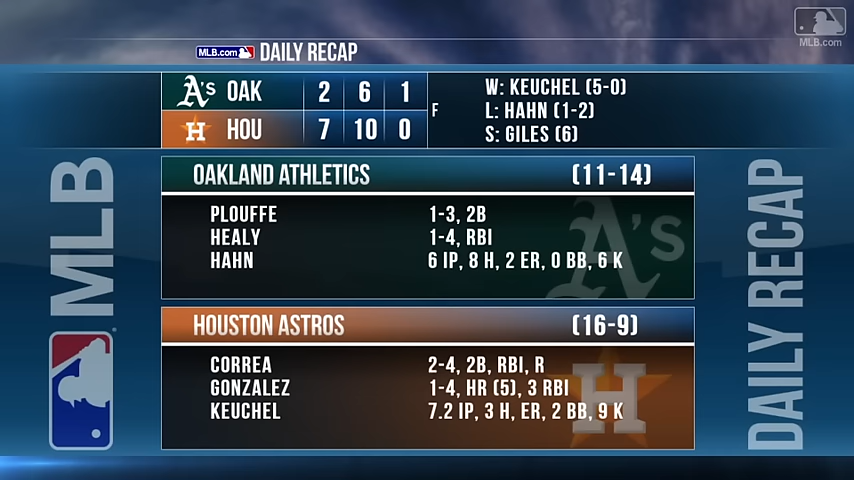 MLB.com DAILY RECAP
MLB.com
A's OAK 2 6 1
H HOU 7 10 0
F
W: KEUCHEL (5-0)
L: HAHN (1-2)
S: GILES (6)
OAKLAND ATHLETICS (11-14)
PLOUFFE 1-3, 2B
HEALY 1-4, RBI
HAHN 6 IP, 8 H, 2 ER, 0 BB, 6 K
A's
HOUSTON ASTROS (16-9)
CORREA 2-4, 2B, RBI, R
GONZALEZ 1-4, HR (5), 3 RBI
KEUCHEL 7.2 IP, 3 H, ER, 2 BB, 9 K
H
MLB
DAILY RECAP